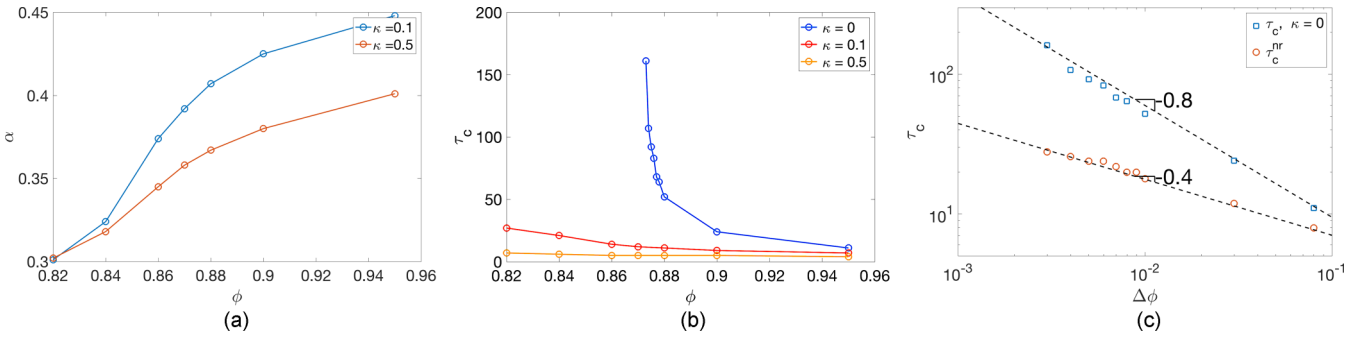 0.45
0.4
0.35
0.3
α
0.82 0.84 0.86 0.88 0.9 0.92 0.94 0.96
ϕ
κ =0.1
κ =0.5
(a)
200
150
100
50
0
τc
0.82 0.84 0.86 0.88 0.9 0.92 0.94 0.96
ϕ
κ = 0
κ = 0.1
κ = 0.5
(b)
10²
10¹
τc
10⁻³ 10⁻² 10⁻¹
Δϕ
τc, κ = 0
τcⁿʳ
-0.8
-0.4
(c)